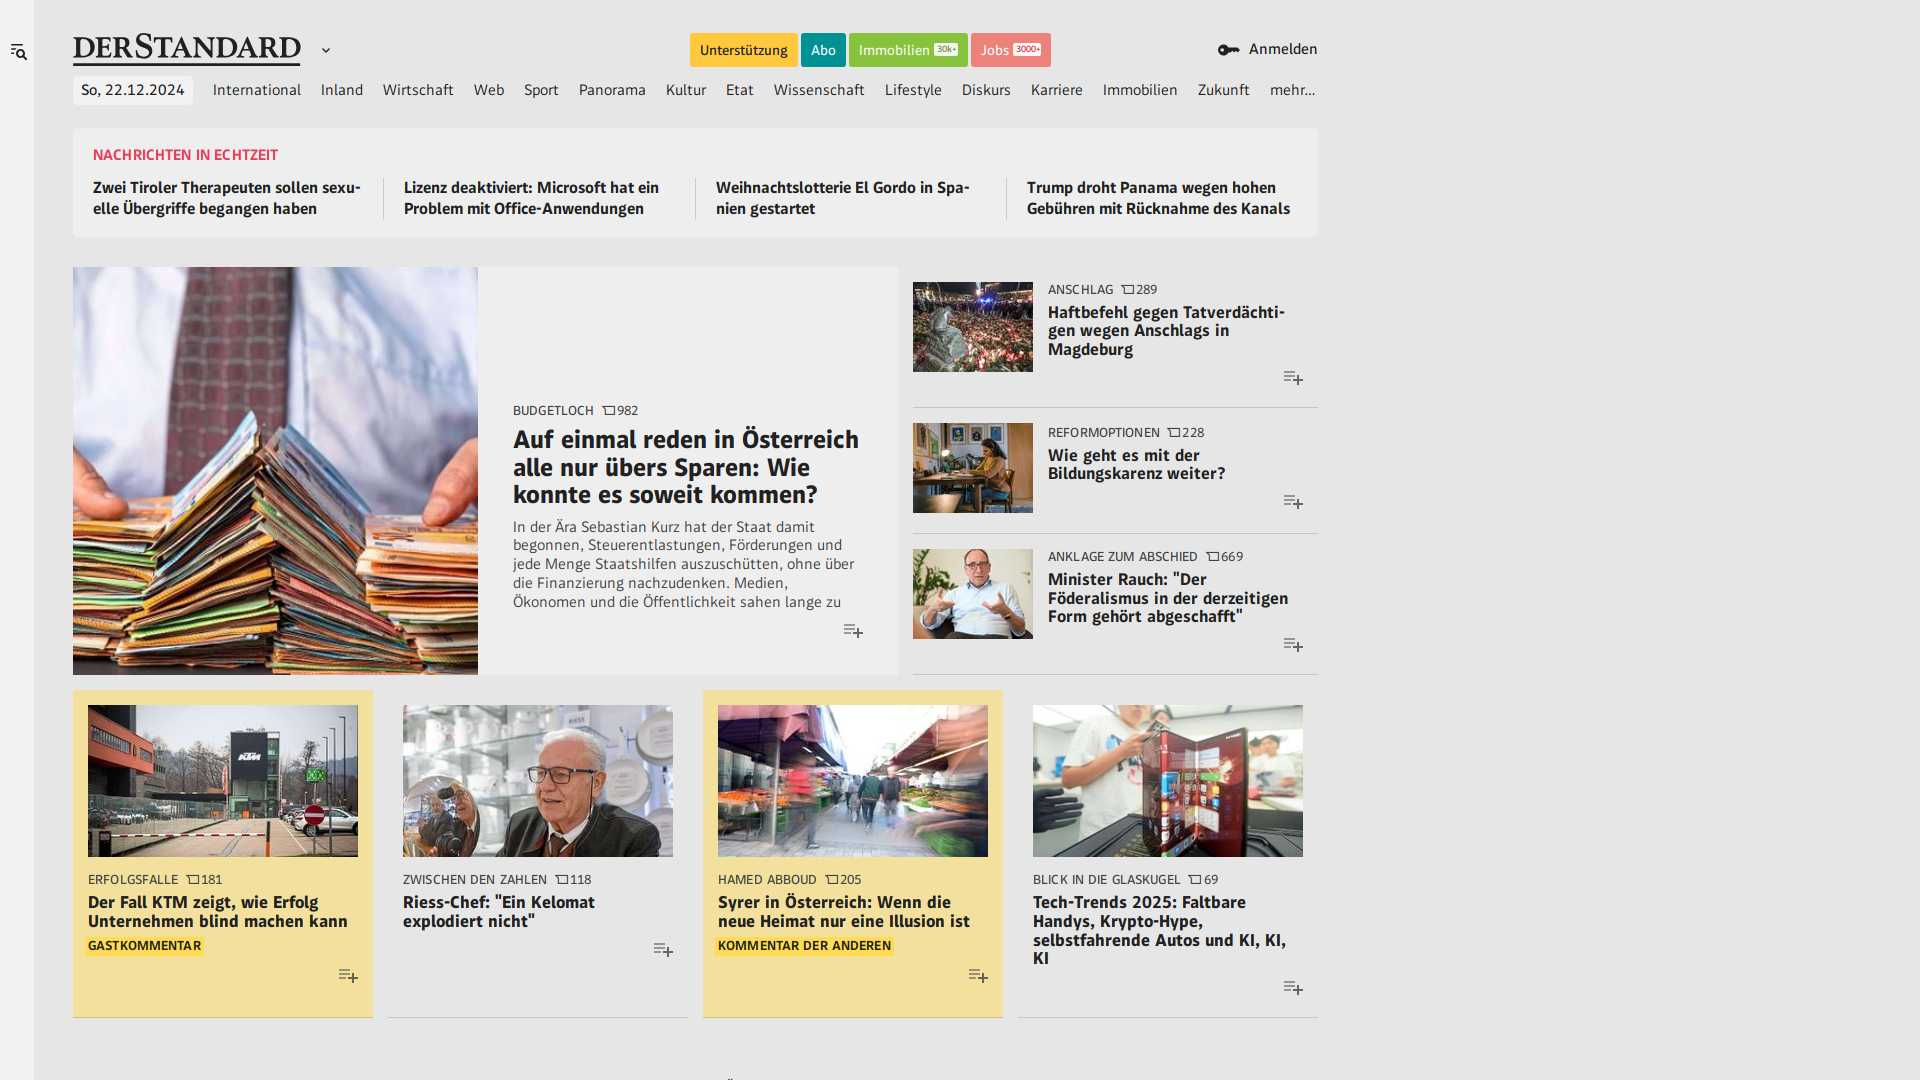 DERSTANDARD
Unterstützung
Abo
Immobilien 30k+
Jobs 3000+
Anmelden
So, 22.12.2024
International
Inland
Wirtschaft
Web
Sport
Panorama
Kultur
Etat
Wissenschaft
Lifestyle
Diskurs
Karriere
Immobilien
Zukunft
mehr…
NACHRICHTEN IN ECHTZEIT
Zwei Tiroler Therapeuten sollen sexu-
elle Übergriffe begangen haben
Lizenz deaktiviert: Microsoft hat ein
Problem mit Office-Anwendungen
Weihnachtslotterie El Gordo in Spa-
nien gestartet
Trump droht Panama wegen hohen
Gebühren mit Rücknahme des Kanals
BUDGETLOCH 982
Auf einmal reden in Österreich
alle nur übers Sparen: Wie
konnte es soweit kommen?
In der Ära Sebastian Kurz hat der Staat damit
begonnen, Steuerentlastungen, Förderungen und
jede Menge Staatshilfen auszuschütten, ohne über
die Finanzierung nachzudenken. Medien,
Ökonomen und die Öffentlichkeit sahen lange zu
ANSCHLAG 289
Haftbefehl gegen Tatverdächti-
gen wegen Anschlags in
Magdeburg
REFORMOPTIONEN 228
Wie geht es mit der
Bildungskarenz weiter?
ANKLAGE ZUM ABSCHIED 669
Minister Rauch: "Der
Föderalismus in der derzeitigen
Form gehört abgeschafft"
KTM
ERFOLGSFALLE 181
Der Fall KTM zeigt, wie Erfolg
Unternehmen blind machen kann
GASTKOMMENTAR
RIESS
ZWISCHEN DEN ZAHLEN 118
Riess-Chef: "Ein Kelomat
explodiert nicht"
HAMED ABBOUD 205
Syrer in Österreich: Wenn die
neue Heimat nur eine Illusion ist
KOMMENTAR DER ANDEREN
BLICK IN DIE GLASKUGEL 69
Tech-Trends 2025: Faltbare
Handys, Krypto-Hype,
selbstfahrende Autos und KI, KI,
KI